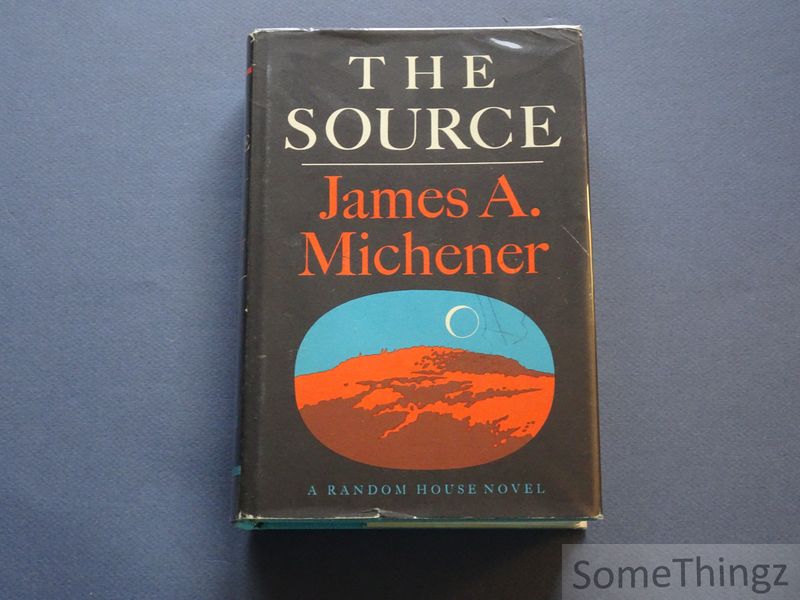 THE
SOURCE
James A.
Michener
A RANDOM HOUSE NOVEL
SomeThingz